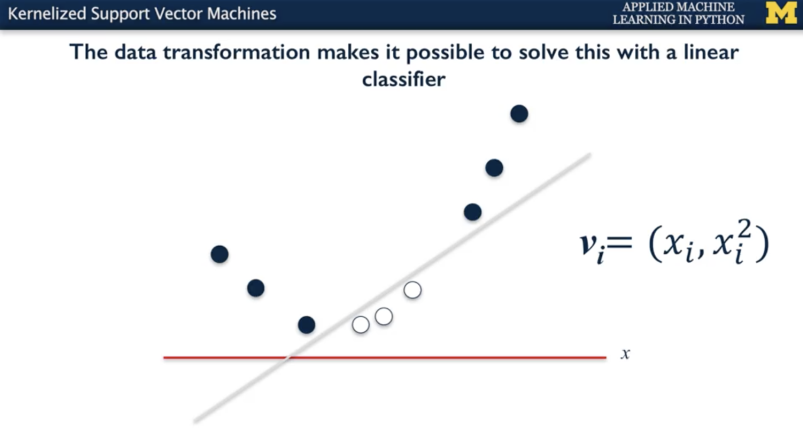 Kernelized Support Vector Machines
APPLIED MACHINE
LEARNING IN PYTHON
M
The data transformation makes it possible to solve this with a linear
classifier
vᵢ= (xᵢ, xᵢ²)
x